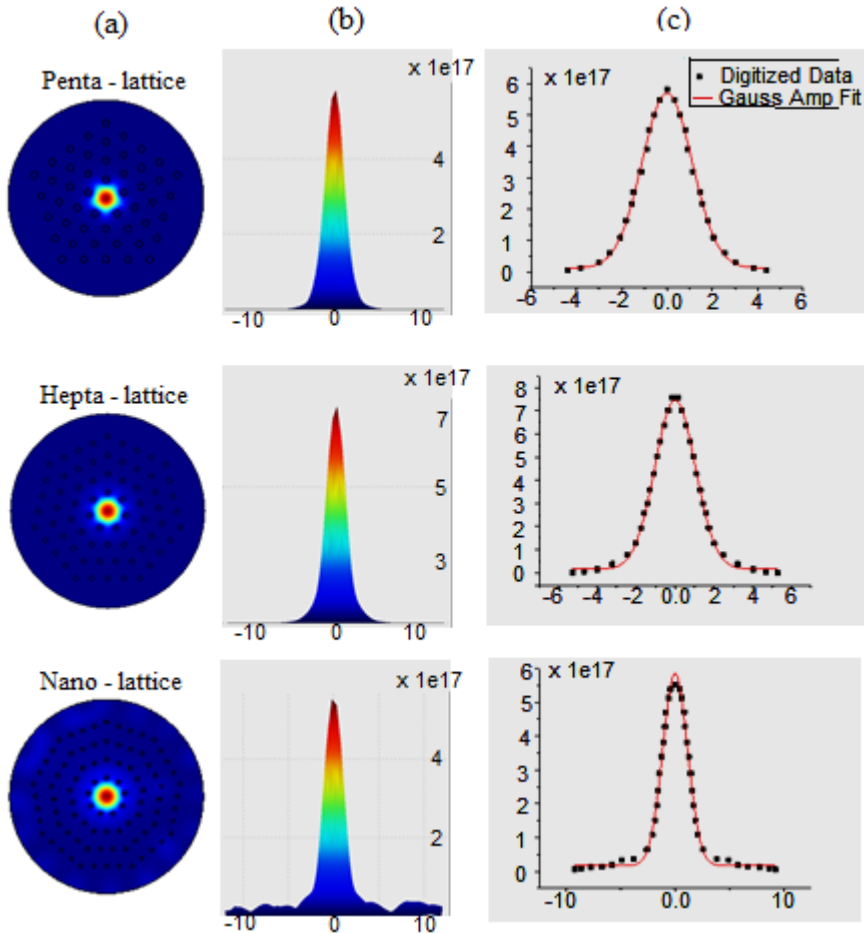 (a) (b) (c)
Penta - lattice
x 1e17
4
2
-10 0 10
x 1e17
Digitized Data
Gauss Amp Fit
6
5
4
3
2
1
0
-6 -4 -2 0.0 2 4 6
Hepta - lattice
x 1e17
7
5
3
-10 0 10
x 1e17
8
7
6
5
4
3
2
1
0
-6 -4 -2 0.0 2 4 6
Nano - lattice
x 1e17
4
2
-10 0 10
x 1e17
6
5
4
3
2
1
0
-10 0.0 10